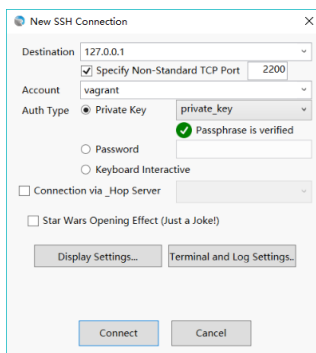 New SSH Connection
Destination 127.0.0.1
Specify Non-Standard TCP Port 2200
Account vagrant
Auth Type Private Key private_key
Passphrase is verified
Password
Keyboard Interactive
Connection via _Hop Server
Star Wars Opening Effect (Just a Joke!)
Display Settings... Terminal and Log Settings..
Connect Cancel